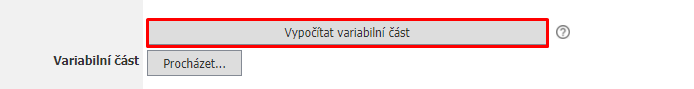 Vypočítat variabilní část
Variabilní část Procházet...